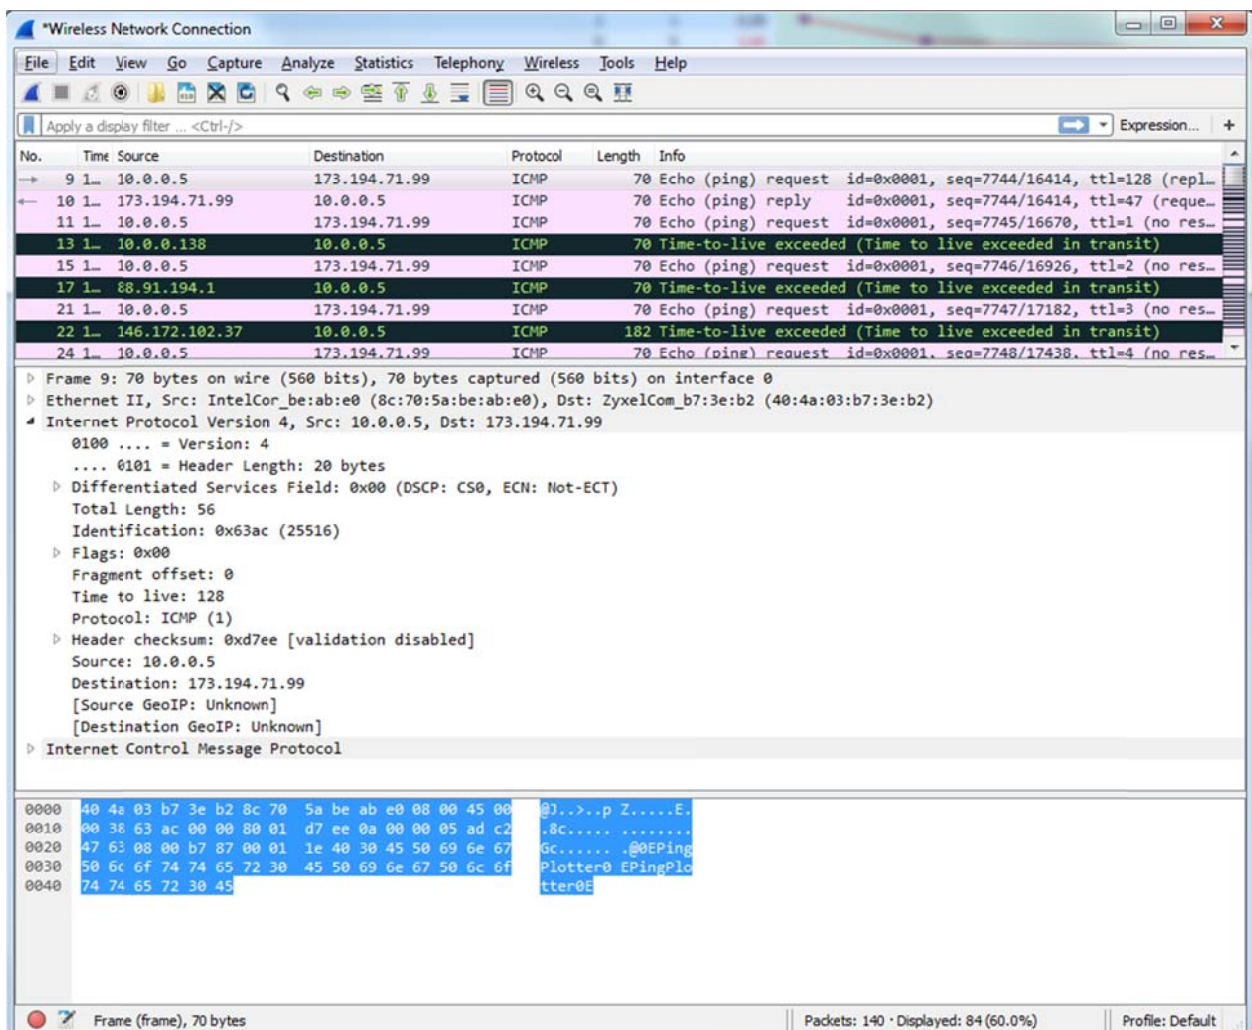 *Wireless Network Connection
File Edit View Go Capture Analyze Statistics Telephony Wireless Tools Help
Apply a display filter ... <Ctrl-/> Expression... +
No. Time Source Destination Protocol Length Info
9 1... 10.0.0.5 173.194.71.99 ICMP 70 Echo (ping) request id=0x0001, seq=7744/16414, ttl=128 (repl...
10 1... 173.194.71.99 10.0.0.5 ICMP 70 Echo (ping) reply id=0x0001, seq=7744/16414, ttl=47 (reque...
11 1... 10.0.0.5 173.194.71.99 ICMP 70 Echo (ping) request id=0x0001, seq=7745/16670, ttl=1 (no res...
13 1... 10.0.0.138 10.0.0.5 ICMP 70 Time-to-live exceeded (Time to live exceeded in transit)
15 1... 10.0.0.5 173.194.71.99 ICMP 70 Echo (ping) request id=0x0001, seq=7746/16926, ttl=2 (no res...
17 1... 88.91.194.1 10.0.0.5 ICMP 70 Time-to-live exceeded (Time to live exceeded in transit)
21 1... 10.0.0.5 173.194.71.99 ICMP 70 Echo (ping) request id=0x0001, seq=7747/17182, ttl=3 (no res...
22 1... 146.172.102.37 10.0.0.5 ICMP 182 Time-to-live exceeded (Time to live exceeded in transit)
24 1... 10.0.0.5 173.194.71.99 ICMP 70 Echo (ping) request id=0x0001, seq=7748/17438, ttl=4 (no res...
Frame 9: 70 bytes on wire (560 bits), 70 bytes captured (560 bits) on interface 0
Ethernet II, Src: IntelCor_be:ab:e0 (8c:70:5a:be:ab:e0), Dst: ZyxelCom_b7:3e:b2 (40:4a:03:b7:3e:b2)
Internet Protocol Version 4, Src: 10.0.0.5, Dst: 173.194.71.99
0100 .... = Version: 4
.... 0101 = Header Length: 20 bytes
Differentiated Services Field: 0x00 (DSCP: CS0, ECN: Not-ECT)
Total Length: 56
Identification: 0x63ac (25516)
Flags: 0x00
Fragment offset: 0
Time to live: 128
Protocol: ICMP (1)
Header checksum: 0xd7ee [validation disabled]
Source: 10.0.0.5
Destination: 173.194.71.99
[Source GeoIP: Unknown]
[Destination GeoIP: Unknown]
Internet Control Message Protocol
0000 40 4a 03 b7 3e b2 8c 70 5a be ab e0 08 00 45 00 @J..>..p Z.....E.
0010 00 38 63 ac 00 00 80 01 d7 ee 0a 00 00 05 ad c2 .8c..... ........
0020 47 63 08 00 b7 87 00 01 1e 40 30 45 50 69 6e 67 Gc...... .@0EPing
0030 50 6c 6f 74 74 65 72 30 45 50 69 6e 67 50 6c 6f Plotter0 EPingPlo
0040 74 74 65 72 30 45 tter0E
Frame (frame), 70 bytes Packets: 140 · Displayed: 84 (60.0%) Profile: Default